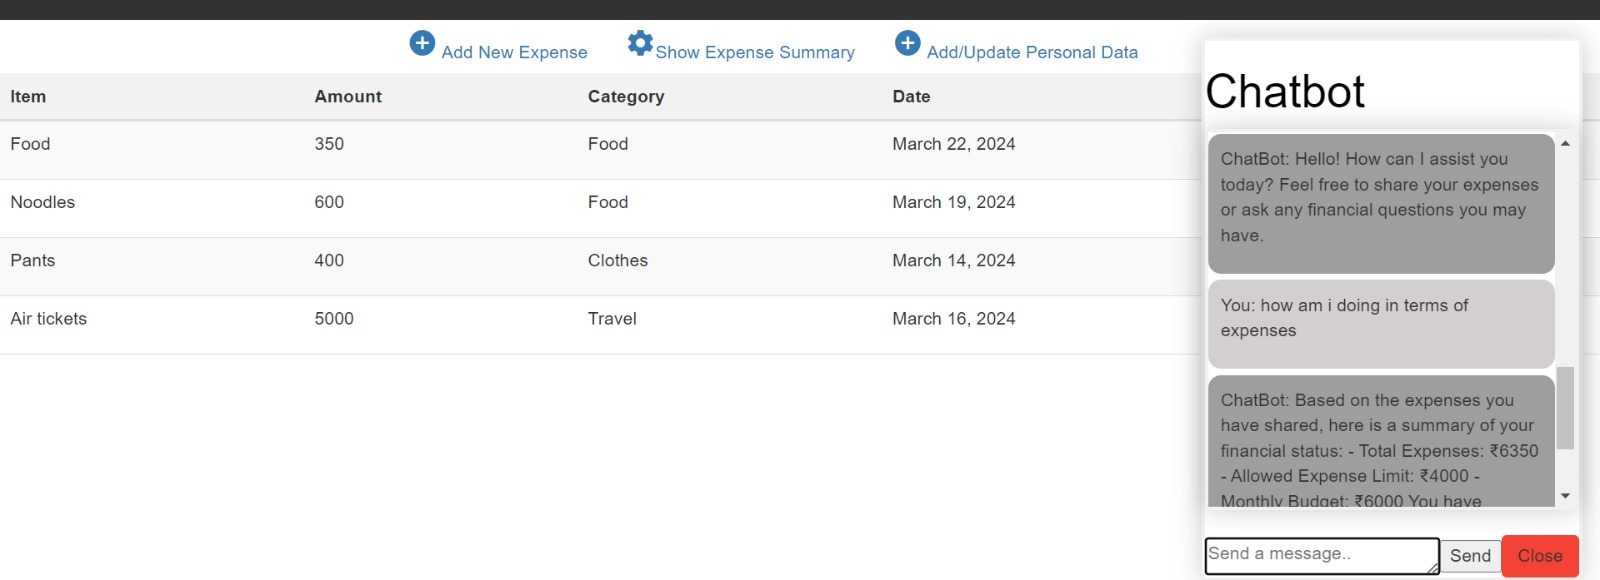 Add New Expense Show Expense Summary Add/Update Personal Data
Item Amount Category Date
Food 350 Food March 22, 2024
Noodles 600 Food March 19, 2024
Pants 400 Clothes March 14, 2024
Air tickets 5000 Travel March 16, 2024
Chatbot
ChatBot: Hello! How can I assist you
today? Feel free to share your expenses
or ask any financial questions you may
have.
You: how am i doing in terms of
expenses
ChatBot: Based on the expenses you
have shared, here is a summary of your
financial status: - Total Expenses: ₹6350
- Allowed Expense Limit: ₹4000 -
Monthly Budget: ₹6000 You have
Send a message.. Send Close